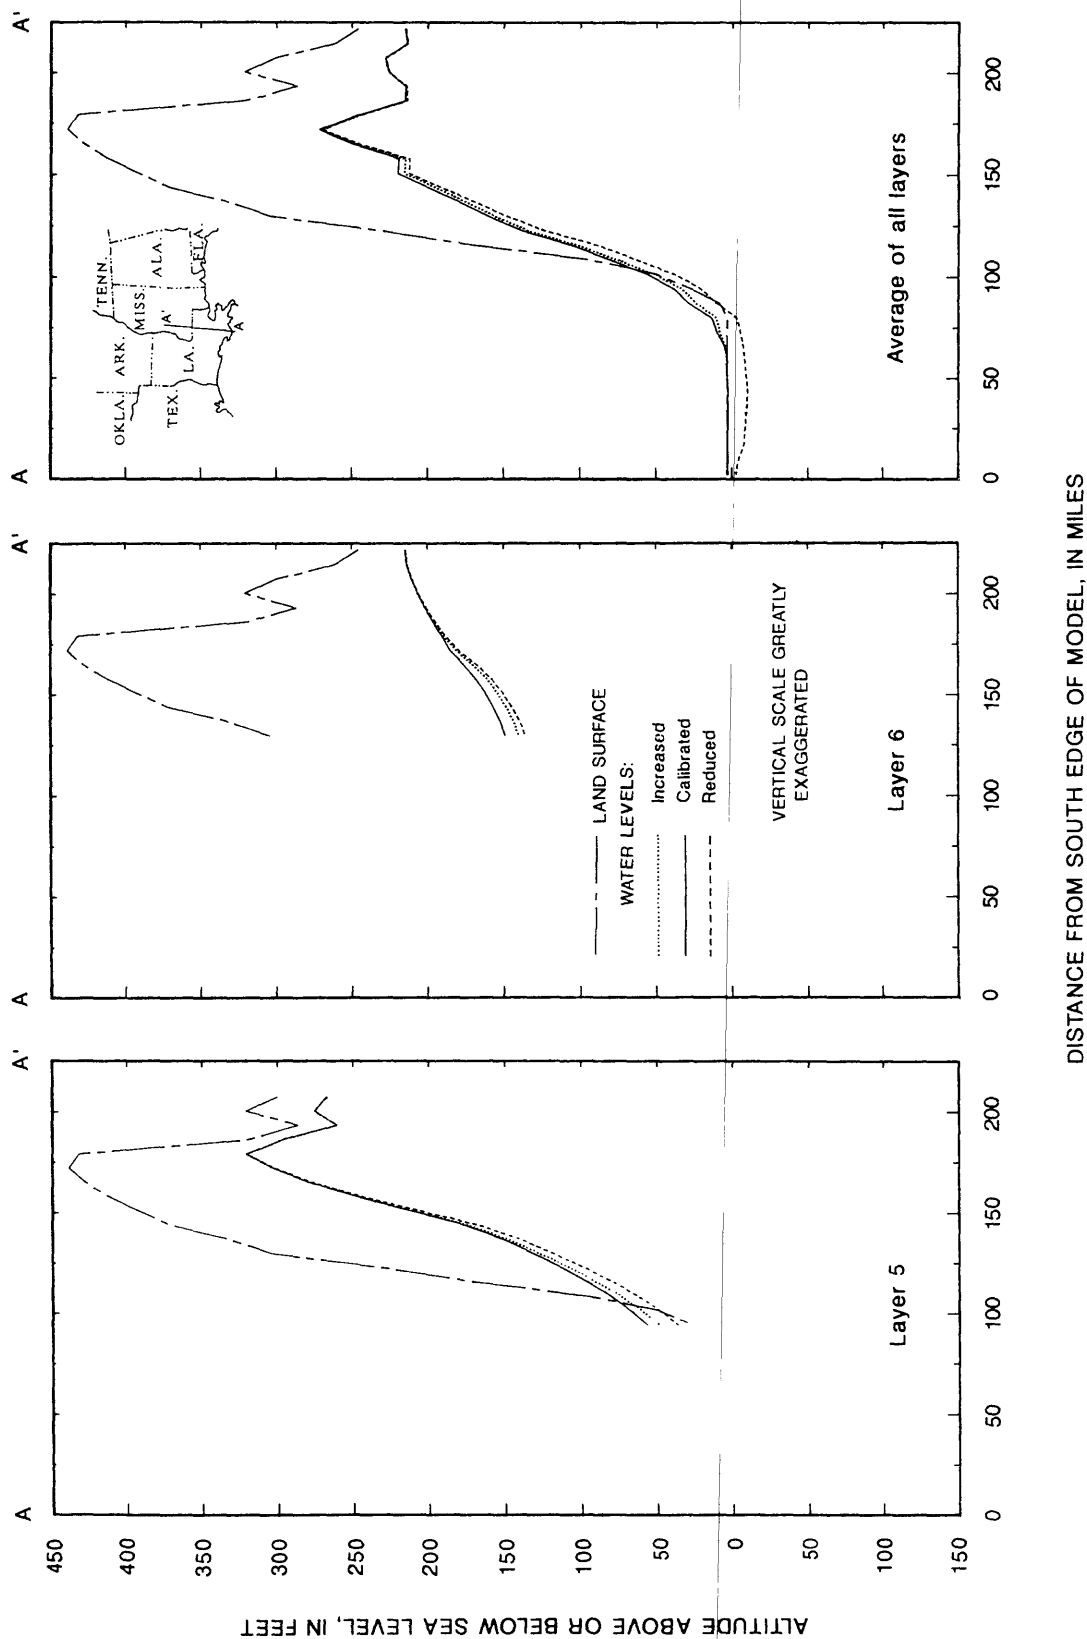 A A'
A A'
A A'
450
400
350
300
250
200
150
100
50
0
50
100
150
ALTITUDE ABOVE OR BELOW SEA LEVEL, IN FEET
Layer 5
0 50 100 150 200
LAND SURFACE
WATER LEVELS:
Increased
Calibrated
Reduced
VERTICAL SCALE GREATLY
EXAGGERATED
Layer 6
0 50 100 150 200
OKLA. ARK. TENN.
MISS. ALA.
A'
TEX. LA. FLA.
A
Average of all layers
0 50 100 150 200
DISTANCE FROM SOUTH EDGE OF MODEL, IN MILES